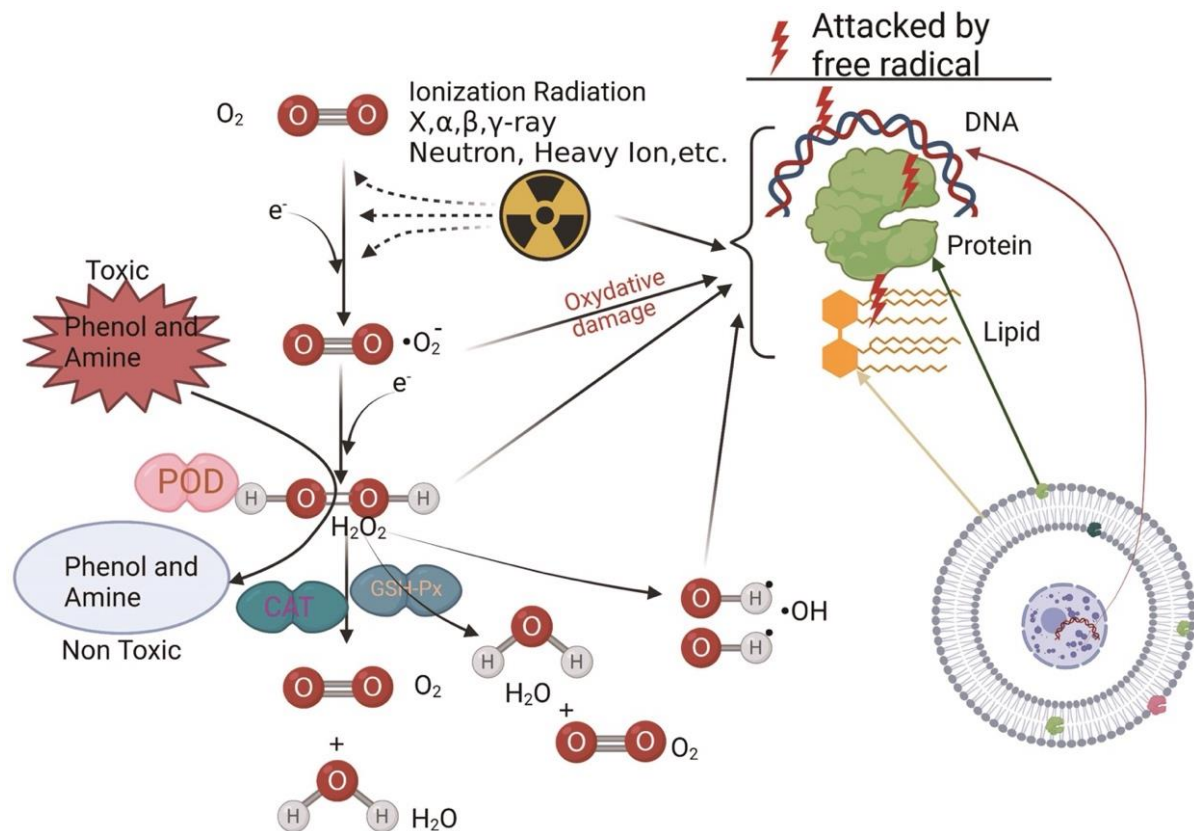 Attacked by
free radical
O₂
O O
Ionization Radiation
X,α,β,γ-ray
Neutron, Heavy Ion,etc.
DNA
e⁻
Protein
Toxic
Phenol and
Amine
O O
•O₂⁻
Oxydative
damage
Lipid
e⁻
POD
H O O H
H₂O₂
Phenol and
Amine
Non Toxic
CAT
GSH-Px
O H
•OH
O H
O
H H
H₂O
+
O O
O₂
O O
O₂
+
O
H H
H₂O